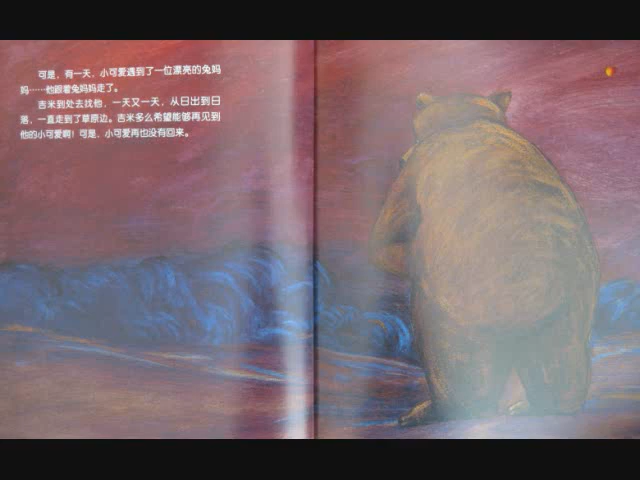 可是，有一天，小可爱遇到了一位漂亮的兔妈
妈……他跟着兔妈妈走了。
吉米到处去找他，一天又一天，从日出到日
落，一直走到了草原边。吉米多么希望能够再见到
他的小可爱啊！可是，小可爱再也没有回来。